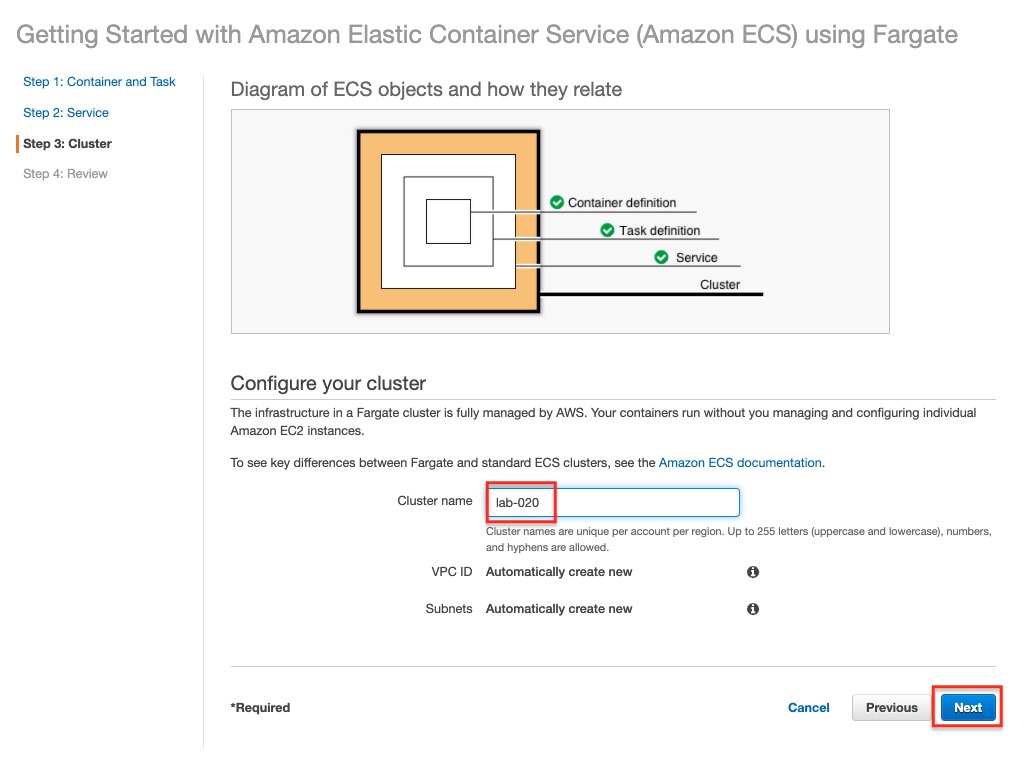 Getting Started with Amazon Elastic Container Service (Amazon ECS) using Fargate
Step 1: Container and Task
Step 2: Service
Step 3: Cluster
Step 4: Review
Diagram of ECS objects and how they relate
Container definition
Task definition
Service
Cluster
Configure your cluster
The infrastructure in a Fargate cluster is fully managed by AWS. Your containers run without you managing and configuring individual
Amazon EC2 instances.
To see key differences between Fargate and standard ECS clusters, see the Amazon ECS documentation.
Cluster name
lab-020
Cluster names are unique per account per region. Up to 255 letters (uppercase and lowercase), numbers,
and hyphens are allowed.
VPC ID Automatically create new
Subnets Automatically create new
*Required
Cancel
Previous
Next